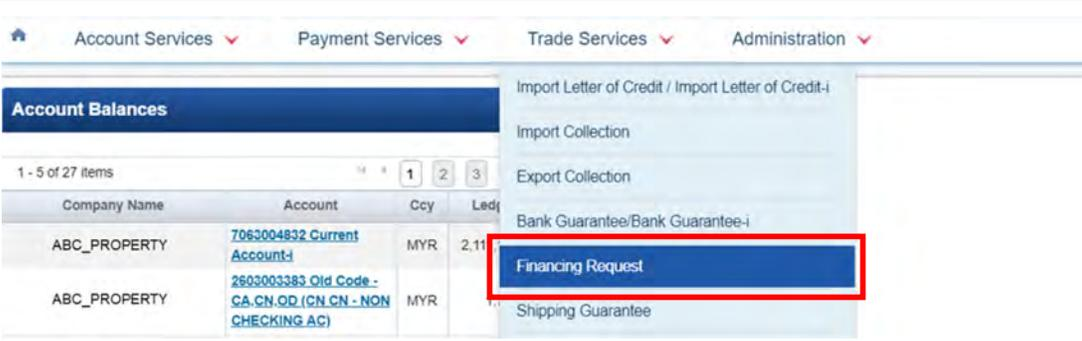 Account Services Payment Services Trade Services Administration
Import Letter of Credit / Import Letter of Credit-i
Account Balances
Import Collection
1 - 5 of 27 items 1 2 3
Export Collection
Company Name Account Ccy
Bank Guarantee/Bank Guarantee-i
ABC_PROPERTY 7063004832 Current MYR
Account-i
Financing Request
2603003383 Old Code -
ABC_PROPERTY CA,CN,OD (CN CN - NON MYR
CHECKING AC)
Shipping Guarantee